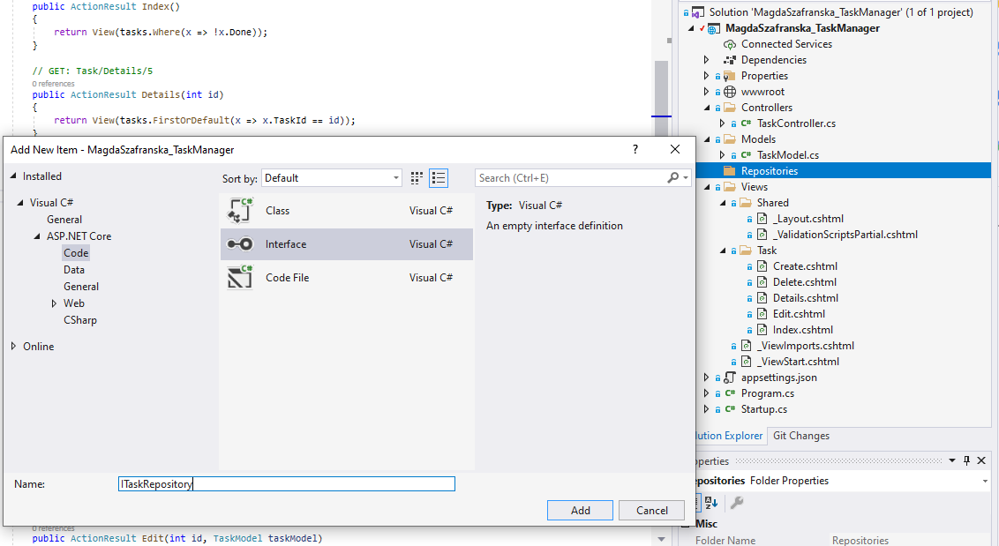 public ActionResult Index()
{
return View(tasks.Where(x => !x.Done));
}
// GET: Task/Details/5
0 references
public ActionResult Details(int id)
{
return View(tasks.FirstOrDefault(x => x.TaskId == id));
}
Add New Item - MagdaSzafranska_TaskManager
? 
Installed
Visual C#
General
ASP.NET Core
Code
Data
General
Web
CSharp
Online
Sort by: Default
Search (Ctrl+E)
Class Visual C#
Interface Visual C#
Code File Visual C#
Type: Visual C#
An empty interface definition
Name: ITaskRepository
Add Cancel
0 references
public ActionResult Edit(int id, TaskModel taskModel)
Solution 'MagdaSzafranska_TaskManager' (1 of 1 project)
MagdaSzafranska_TaskManager
Connected Services
Dependencies
Properties
wwwroot
Controllers
C# TaskController.cs
Models
C# TaskModel.cs
Repositories
Views
Shared
_Layout.cshtml
_ValidationScriptsPartial.cshtml
Task
Create.cshtml
Delete.cshtml
Details.cshtml
Edit.cshtml
Index.cshtml
_ViewImports.cshtml
_ViewStart.cshtml
appsettings.json
C# Program.cs
C# Startup.cs
lution Explorer Git Changes
operties
epositories Folder Properties
Misc
Folder Name Repositories